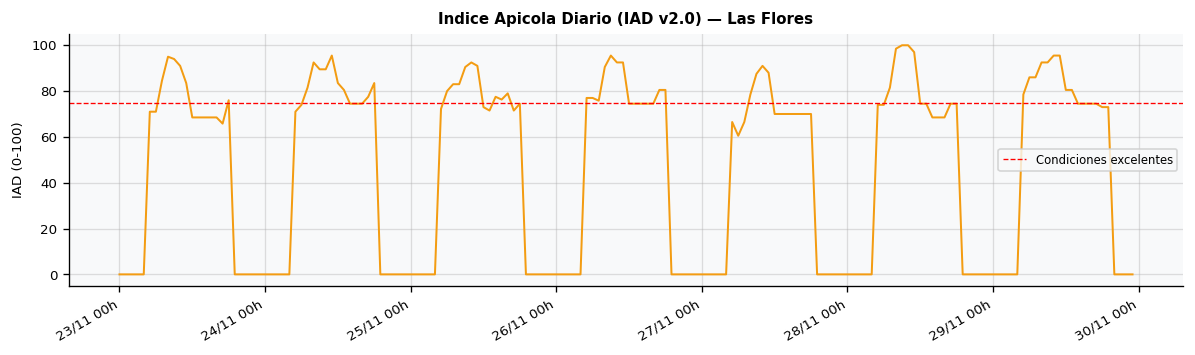 Indice Apicola Diario (IAD v2.0) — Las Flores
IAD (0-100)
100
80
60
40
20
0
Condiciones excelentes
23/11 00h
24/11 00h
25/11 00h
26/11 00h
27/11 00h
28/11 00h
29/11 00h
30/11 00h